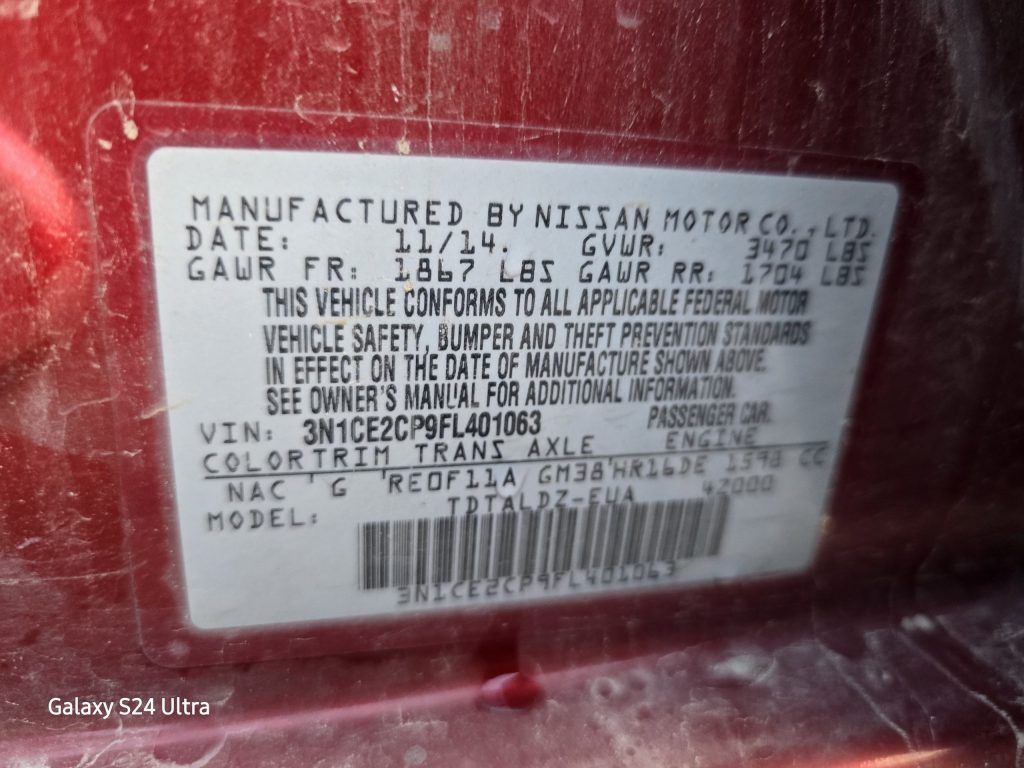 MANUFACTURED BY NISSAN MOTOR CO., LTD.
DATE: 11/14. GVWR: 3470 LBS
GAWR FR: 1867 LBS GAWR RR: 1704 LBS
THIS VEHICLE CONFORMS TO ALL APPLICABLE FEDERAL MOTOR
VEHICLE SAFETY, BUMPER AND THEFT PREVENTION STANDARDS
IN EFFECT ON THE DATE OF MANUFACTURE SHOWN ABOVE.
SEE OWNER'S MANUAL FOR ADDITIONAL INFORMATION.
VIN: 3N1CE2CP9FL401063 PASSENGER CAR.
COLORTRIM TRANS AXLE ENGINE
NAC 'G 'RE0F11A GM38'HR16DE 1598 CC
MODEL: TDTALDZ-EUA 47000
3N1CE2CP9FL401063
Galaxy S24 Ultra